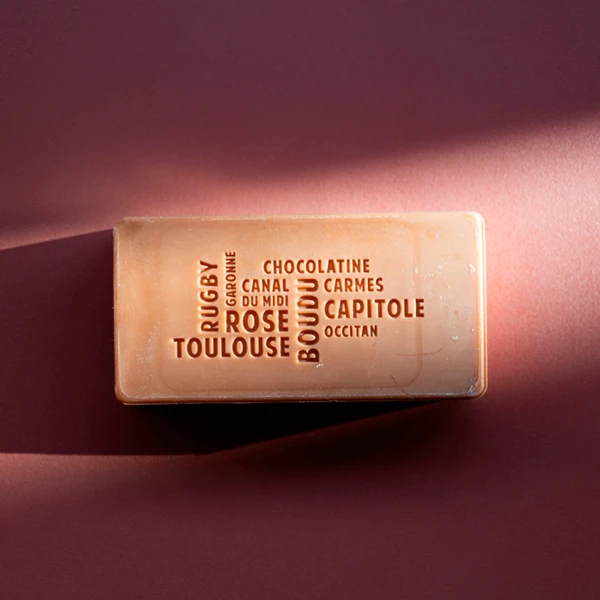 RUGBY
GARONNE
CHOCOLATINE
CANAL
DU MIDI
CARMES
ROSE
BOUDU
CAPITOLE
OCCITAN
TOULOUSE